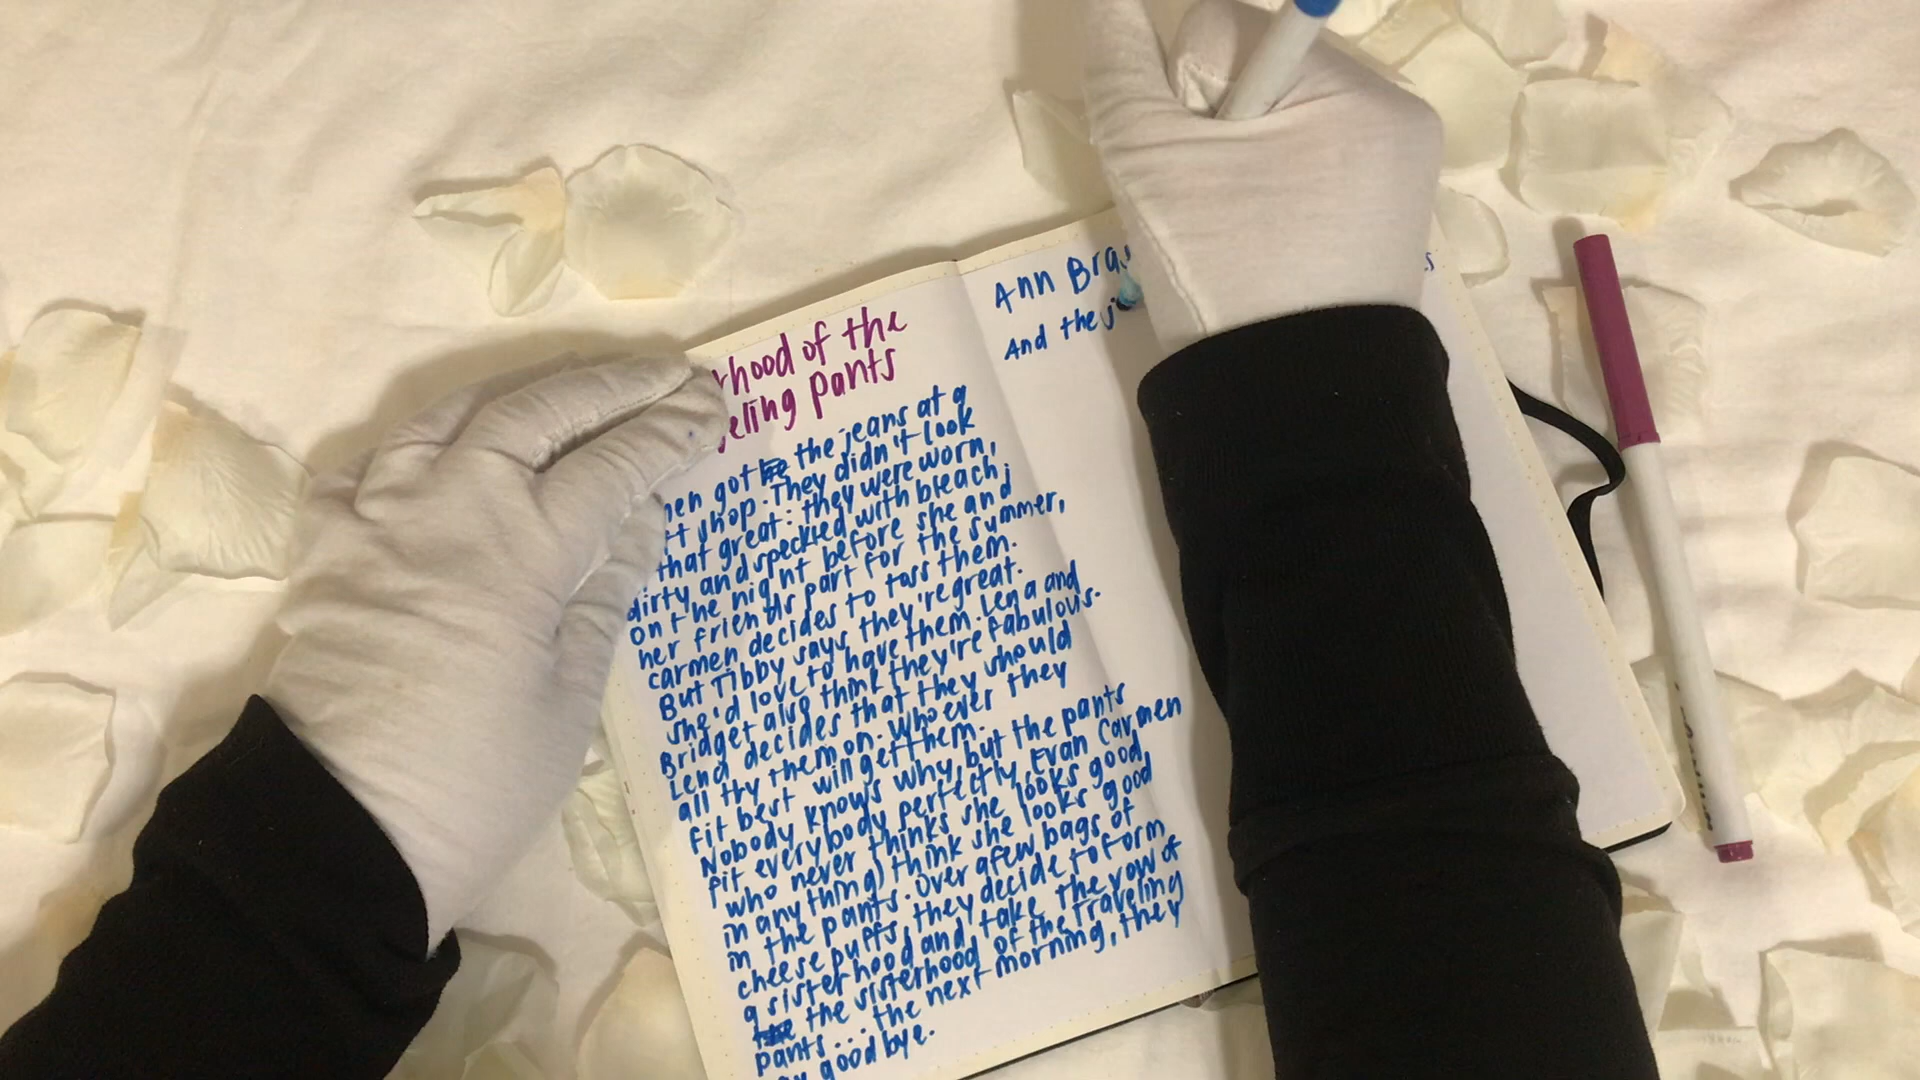 rhood of the
eling pants
hen got the jeans at a
ft shop. They didn't look
that great: they were worn,
dirty and speckled with bleach;
on the night before she and
her friends part for the summer,
carmen decides to toss them.
But Tibby says they're great.
she'd love to have them. Lena and
Bridget also think they're fabulous.
Lena decides that they should
all try them on. Whoever they
fit best will get them.
Nobody knows why, but the pants
fit everybody perfectly. Evan Carmen
who never thinks she looks good
in anything) think she looks good
in the pants. Over a few bags of
cheese puffs, they decide to form
a sisterhood and take the vow of
the sisterhood of the Traveling
pants... the next morning, they
good bye.
Ann Bras
And the